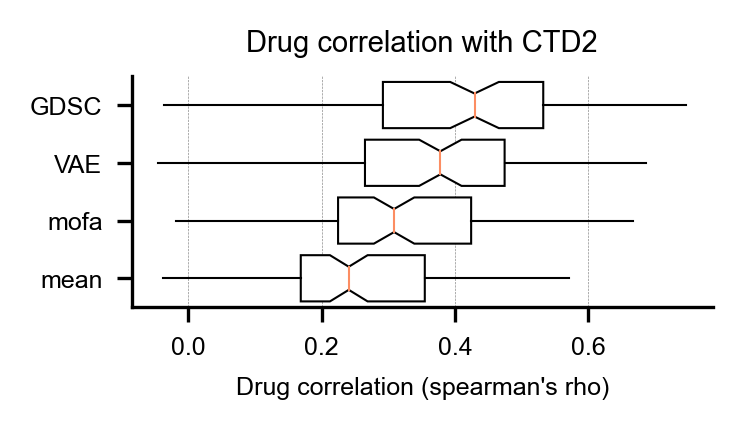 Drug correlation with CTD2
GDSC
VAE
mofa
mean
0.0 0.2 0.4 0.6
Drug correlation (spearman's rho)